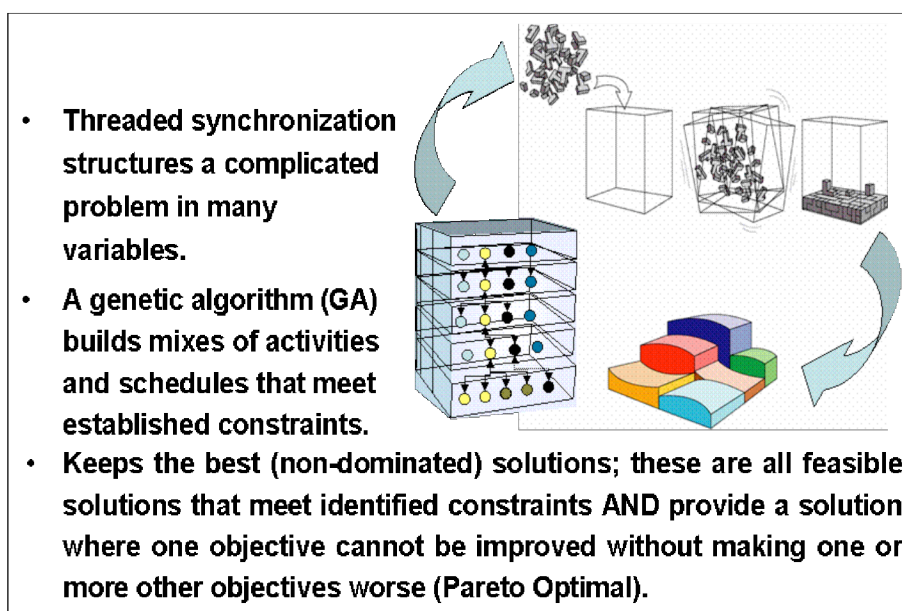 • Threaded synchronization
structures a complicated
problem in many
variables.
• A genetic algorithm (GA)
builds mixes of activities
and schedules that meet
established constraints.
• Keeps the best (non-dominated) solutions; these are all feasible
solutions that meet identified constraints AND provide a solution
where one objective cannot be improved without making one or
more other objectives worse (Pareto Optimal).